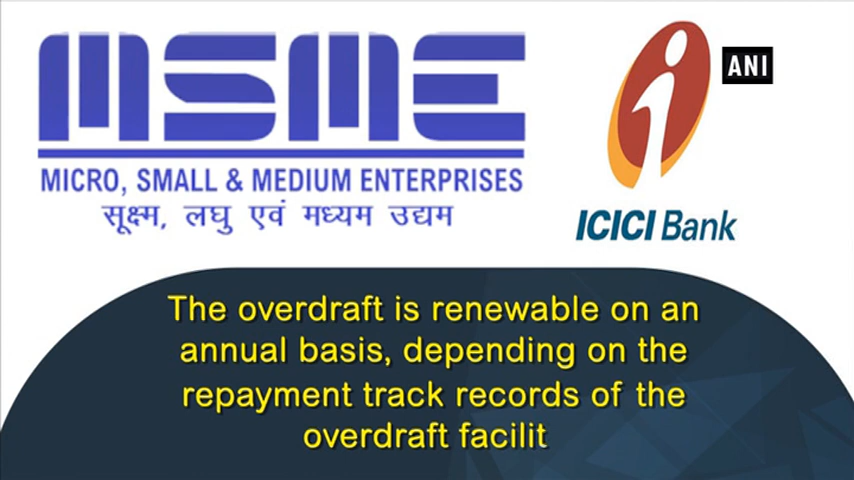 MSME
MICRO, SMALL & MEDIUM ENTERPRISES
सूक्ष्म, लघु एवं मध्यम उद्यम
i
ICICI Bank
ANI
The overdraft is renewable on an
annual basis, depending on the
repayment track records of the
overdraft facilit